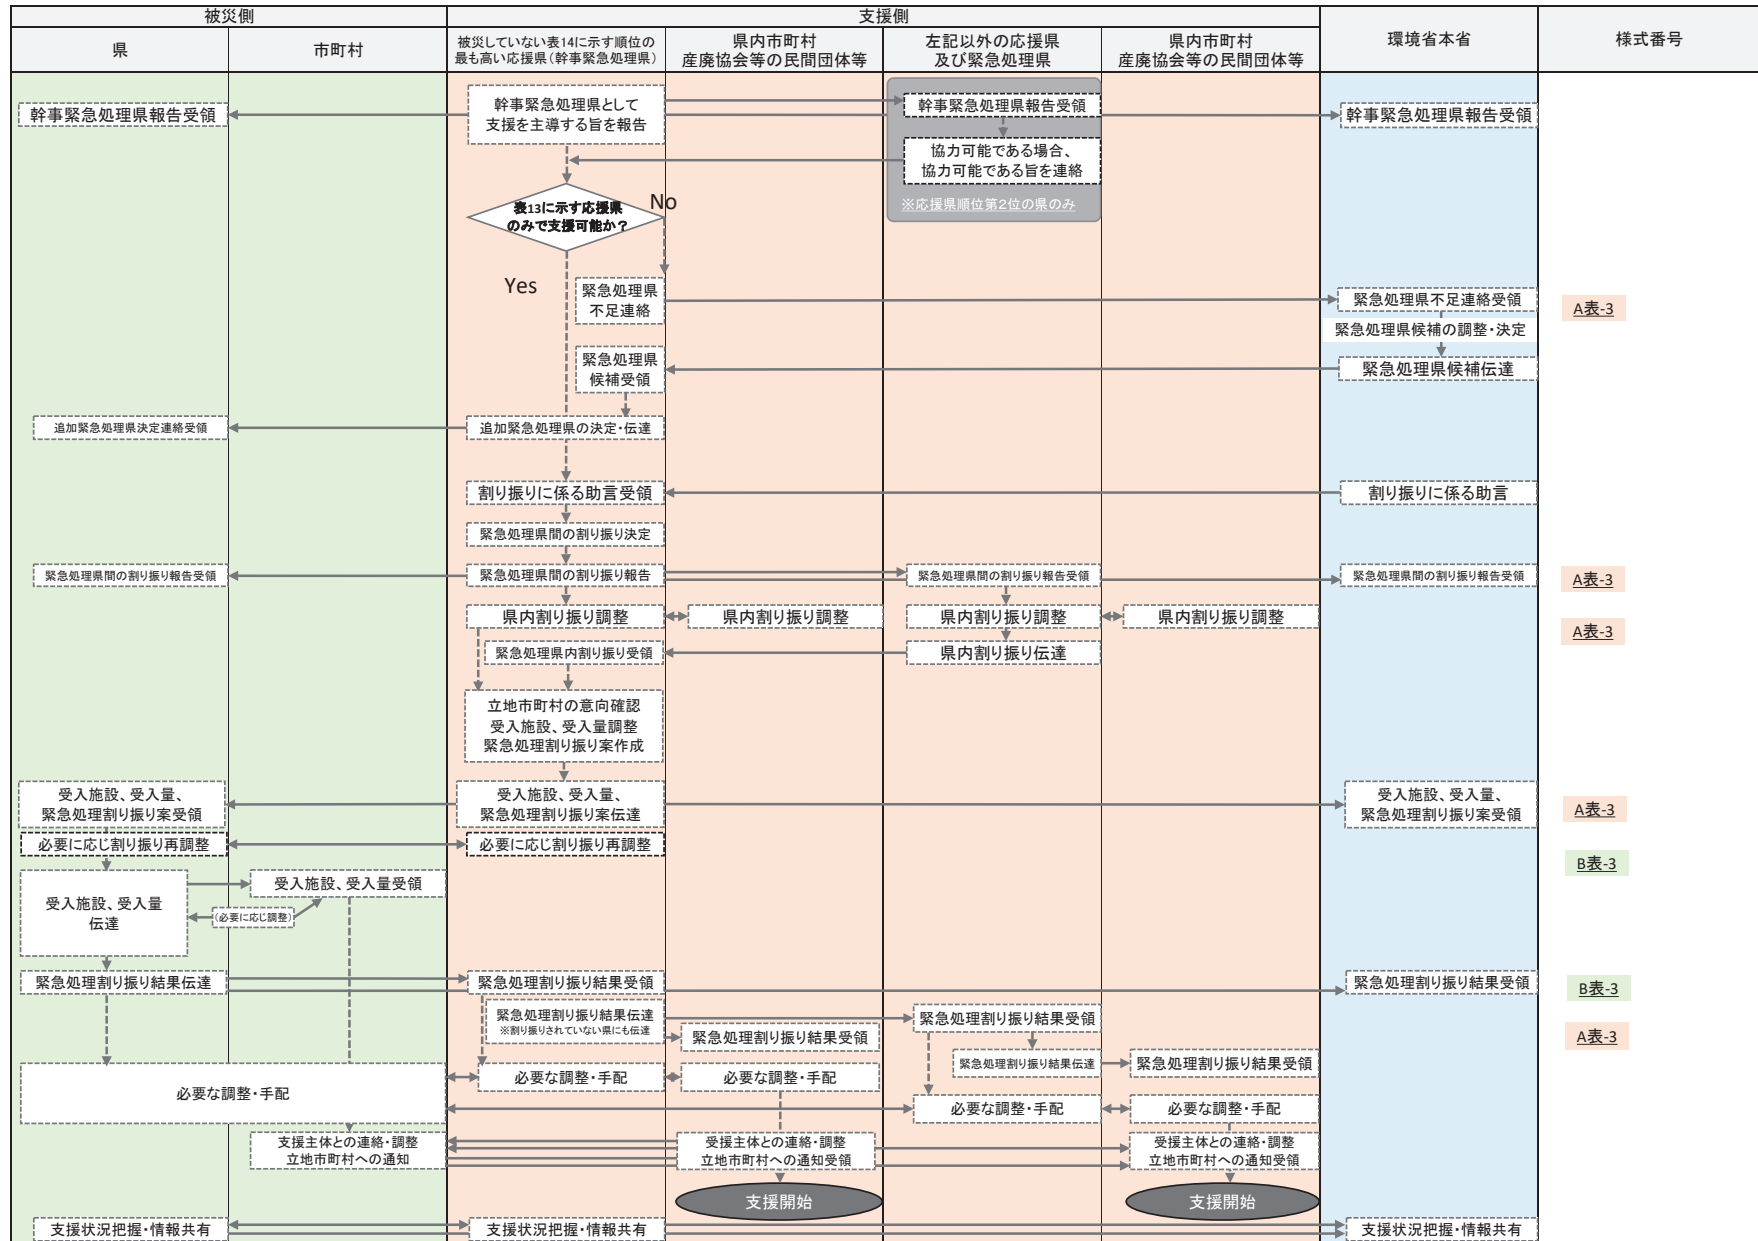 被災側
支援側
県
市町村
被災していない表14に示す順位の
最も高い応援県(幹事緊急処理県)
県内市町村
産廃協会等の民間団体等
左記以外の応援県
及び緊急処理県
県内市町村
産廃協会等の民間団体等
環境省本省
様式番号
幹事緊急処理県報告受領
幹事緊急処理県として
支援を主導する旨を報告
幹事緊急処理県報告受領
幹事緊急処理県報告受領
協力可能である場合、
協力可能である旨を連絡
※応援県順位第2位の県のみ
表13に示す応援県
のみで支援可能か？
No
Yes
緊急処理県
不足連絡
緊急処理県不足連絡受領
A表-3
緊急処理県候補の調整・決定
緊急処理県
候補受領
緊急処理県候補伝達
追加緊急処理県決定連絡受領
追加緊急処理県の決定・伝達
割り振りに係る助言受領
割り振りに係る助言
緊急処理県間の割り振り決定
緊急処理県間の割り振り報告受領
緊急処理県間の割り振り報告
緊急処理県間の割り振り報告受領
緊急処理県間の割り振り報告受領
A表-3
県内割り振り調整
県内割り振り調整
県内割り振り調整
県内割り振り調整
A表-3
緊急処理県内割り振り受領
県内割り振り伝達
立地市町村の意向確認
受入施設、受入量調整
緊急処理割り振り案作成
受入施設、受入量、
緊急処理割り振り案受領
受入施設、受入量、
緊急処理割り振り案伝達
受入施設、受入量、
緊急処理割り振り案受領
A表-3
必要に応じ割り振り再調整
必要に応じ割り振り再調整
B表-3
受入施設、受入量
伝達
受入施設、受入量受領
(必要に応じ調整)
緊急処理割り振り結果伝達
緊急処理割り振り結果受領
緊急処理割り振り結果受領
B表-3
緊急処理割り振り結果伝達
※割り振りされていない県にも伝達
緊急処理割り振り結果受領
緊急処理割り振り結果受領
A表-3
緊急処理割り振り結果伝達
緊急処理割り振り結果受領
必要な調整・手配
必要な調整・手配
必要な調整・手配
必要な調整・手配
必要な調整・手配
支援主体との連絡・調整
立地市町村への通知
受援主体との連絡・調整
立地市町村への通知受領
受援主体との連絡・調整
立地市町村への通知受領
支援開始
支援開始
支援状況把握・情報共有
支援状況把握・情報共有
支援状況把握・情報共有